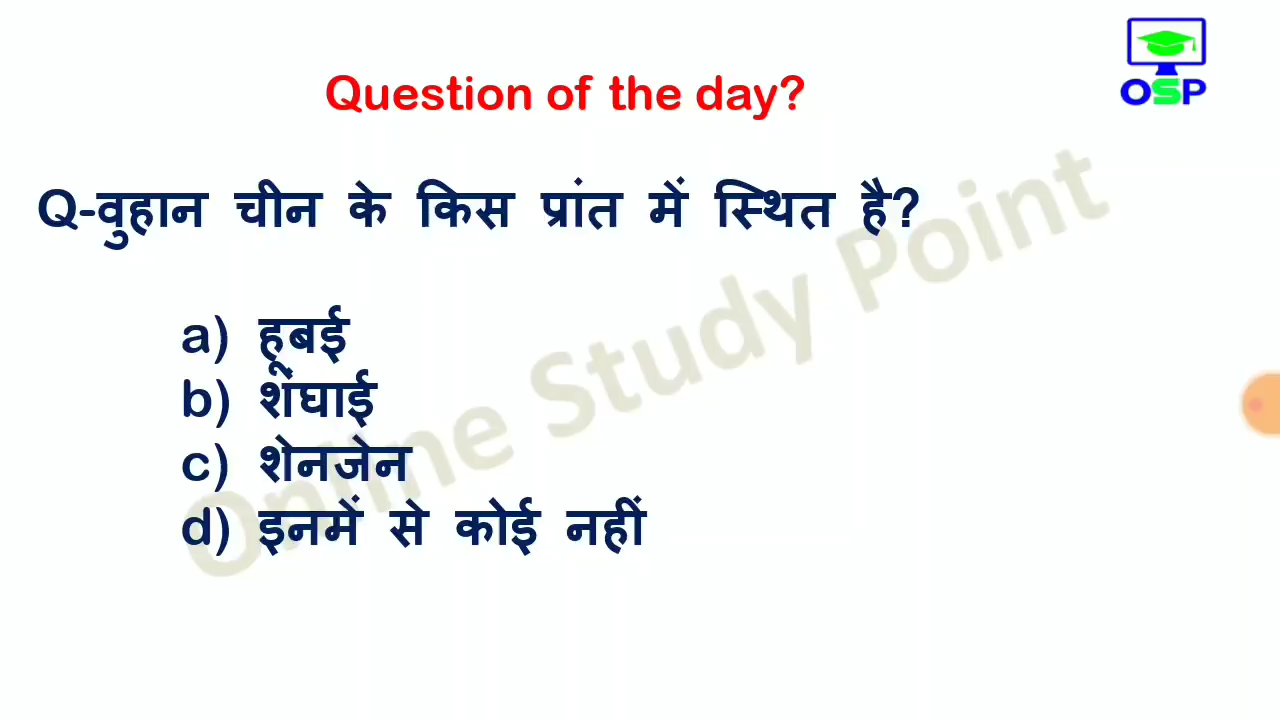 OSP
Question of the day?
Q-वुहान चीन के किस प्रांत में स्थित है?
a) हूबई
b) शंघाई
c) शेनजेन
d) इनमें से कोई नहीं
Online Study Point